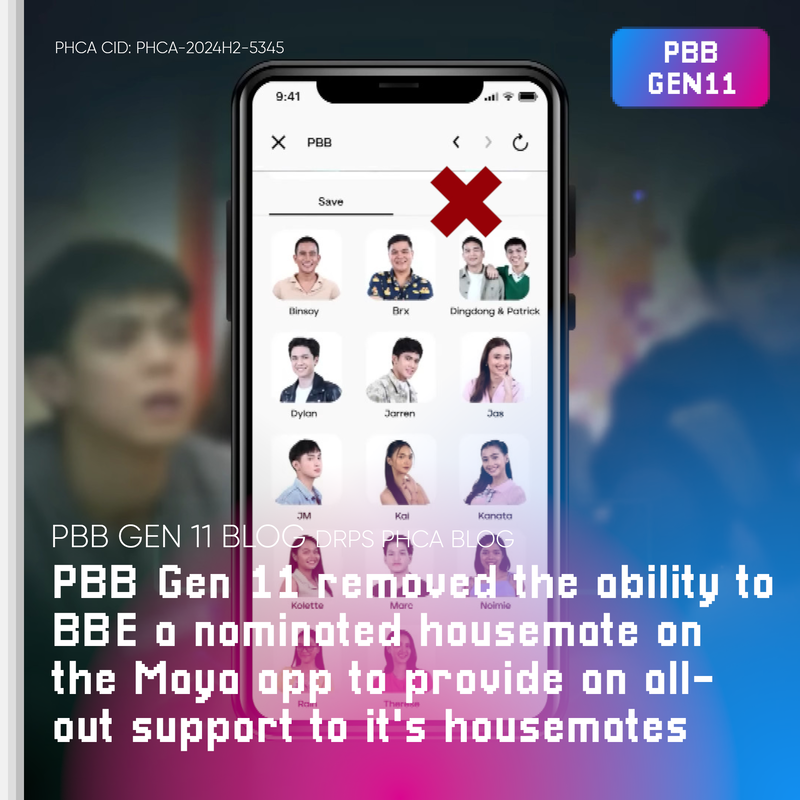 PHCA CID: PHCA-2024H2-5345
PBB
GEN11
9:41
PBB
Save
Binsoy
Brx
Dingdong & Patrick
Dylan
Jarren
Jas
JM
Kai
Kanata
PBB GEN 11 BLOG DRPS PHCA BLOG
Kolette
Marc
Noimie
PBB Gen 11 removed the ability to
BBE a nominated housemate on
the Maya app to provide an all-
out support to it's housemates
Rain
Therese